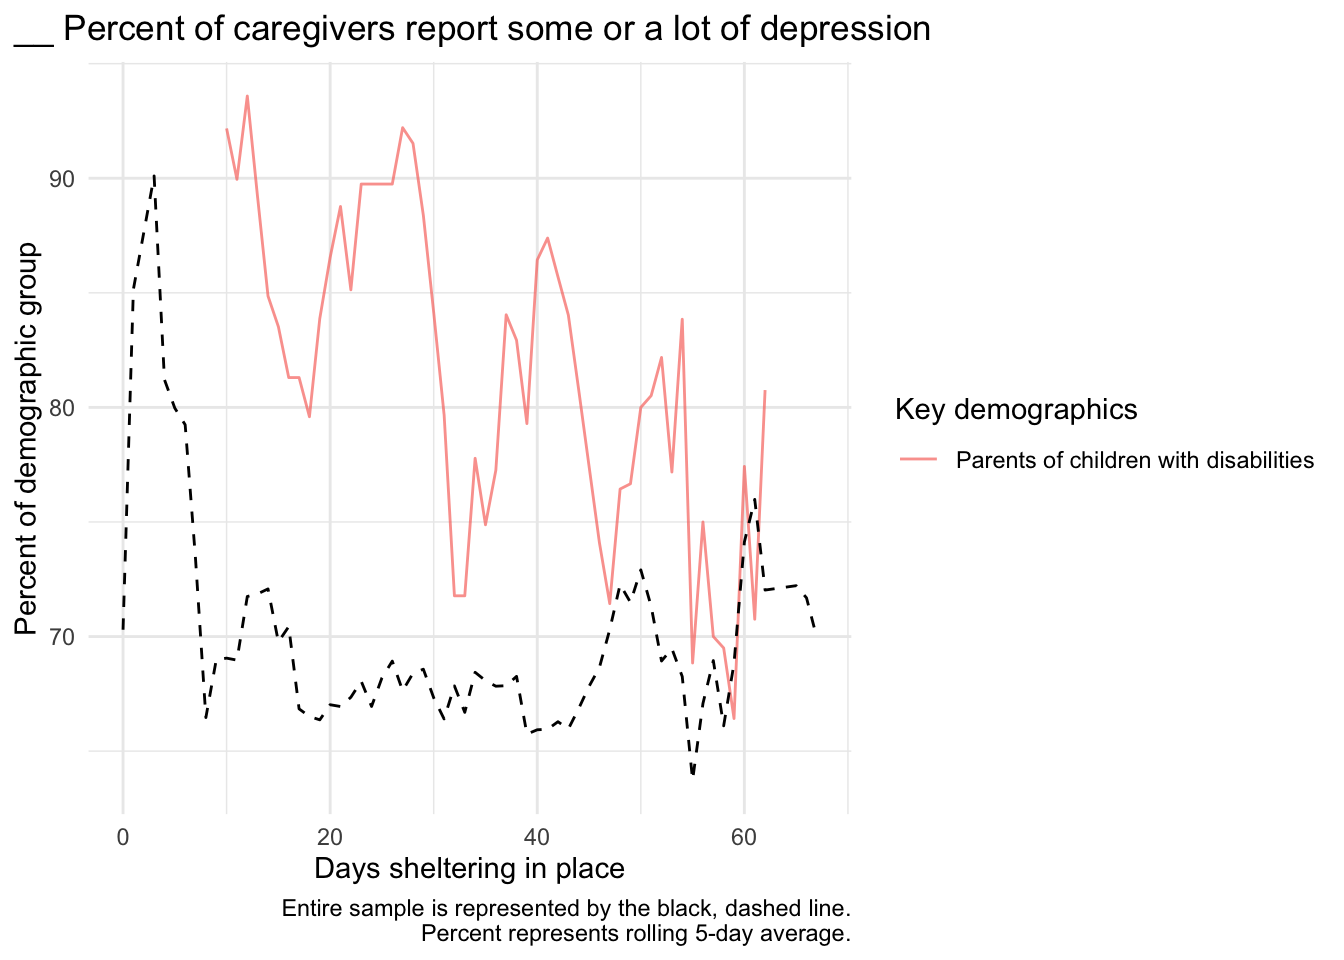 __ Percent of caregivers report some or a lot of depression
Percent of demographic group
90
80
70
0 20 40 60
Days sheltering in place
Key demographics
Parents of children with disabilities
Entire sample is represented by the black, dashed line.
Percent represents rolling 5-day average.